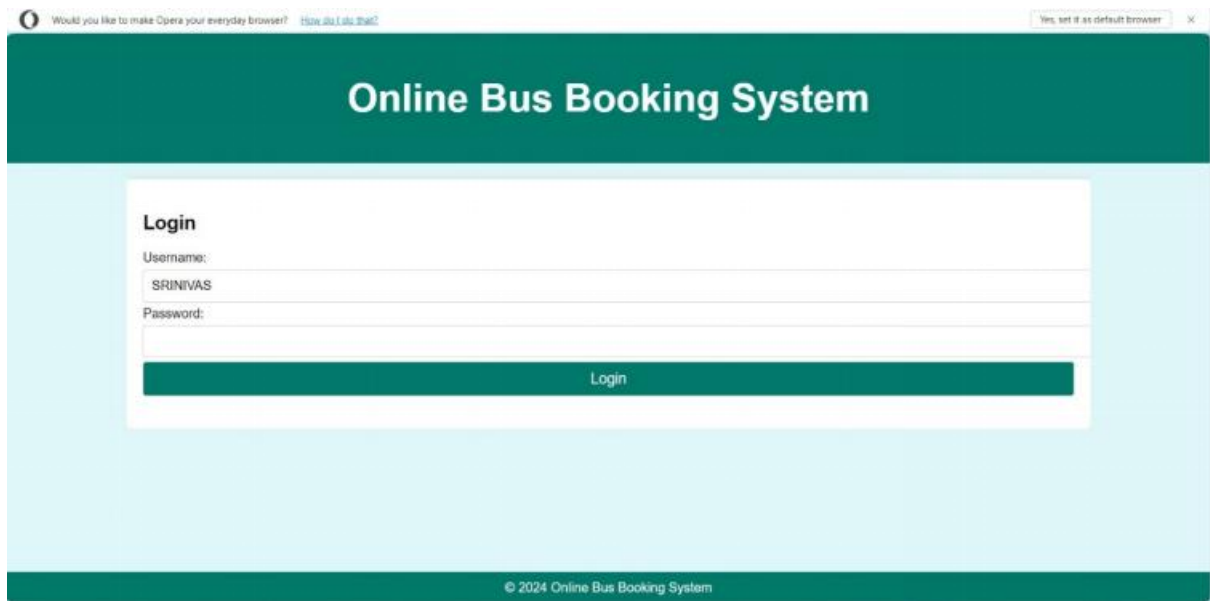 Would you like to make Opera your everyday browser? How do I do that? Yes, set it as default browser
Online Bus Booking System
Login
Username:
SRINIVAS
Password:
Login
© 2024 Online Bus Booking System